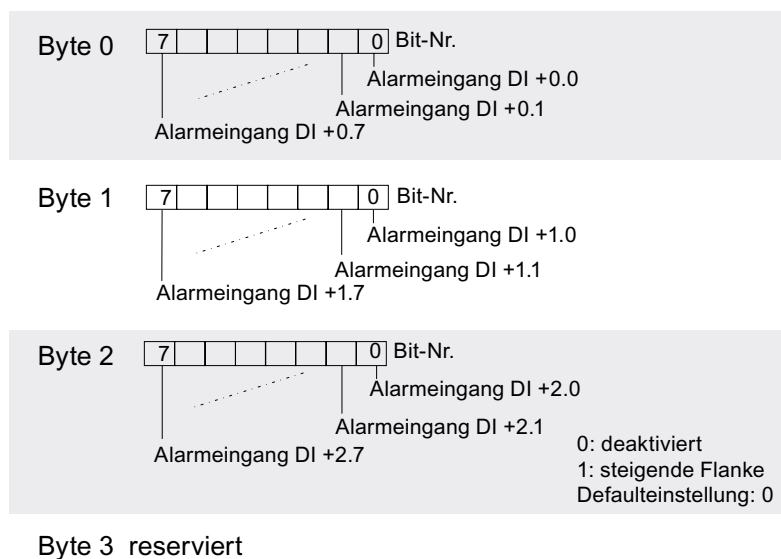 Byte 0 7 0 Bit-Nr.
Alarmeingang DI +0.0
Alarmeingang DI +0.1
Alarmeingang DI +0.7
Byte 1 7 0 Bit-Nr.
Alarmeingang DI +1.0
Alarmeingang DI +1.1
Alarmeingang DI +1.7
Byte 2 7 0 Bit-Nr.
Alarmeingang DI +2.0
Alarmeingang DI +2.1
Alarmeingang DI +2.7
0: deaktiviert
1: steigende Flanke
Defaulteinstellung: 0
Byte 3 reserviert